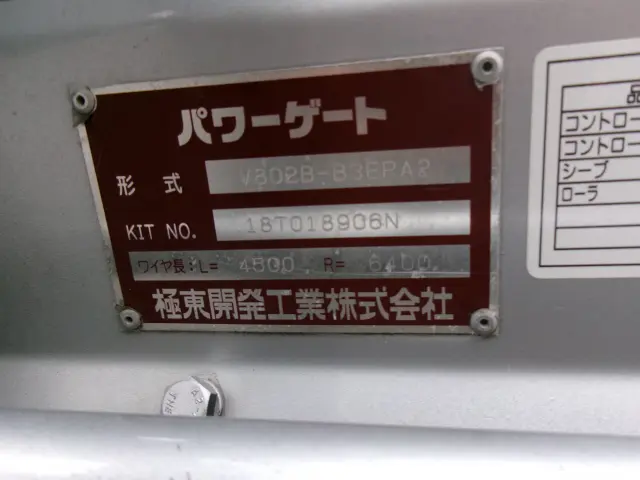 パワーゲート
形式 V802B-B3EPA2
KIT NO. 18T018906N
ワイヤ長:L= 4500 R= 6400
極東開発工業株式会社
品
コントロー
コントロー
シーブ
ローラ